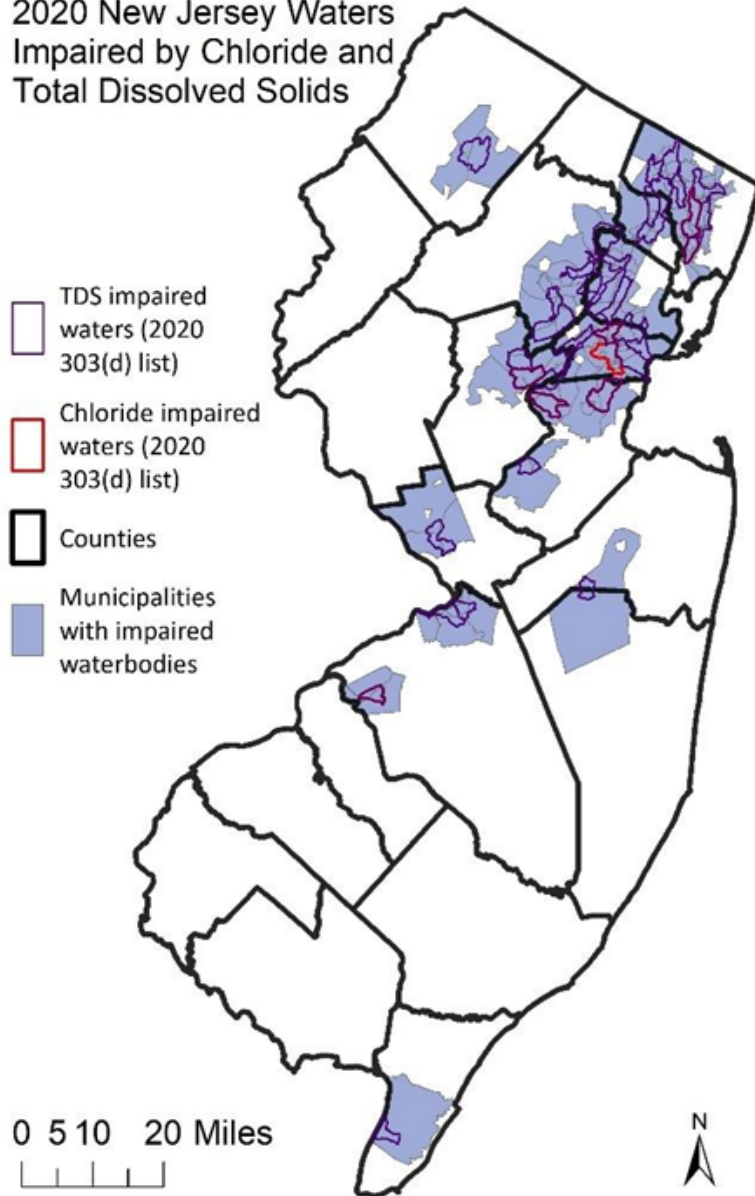 2020 New Jersey Waters
Impaired by Chloride and
Total Dissolved Solids
TDS impaired
waters (2020
303(d) list)
Chloride impaired
waters (2020
303(d) list)
Counties
Municipalities
with impaired
waterbodies
0 5 10 20 Miles
N